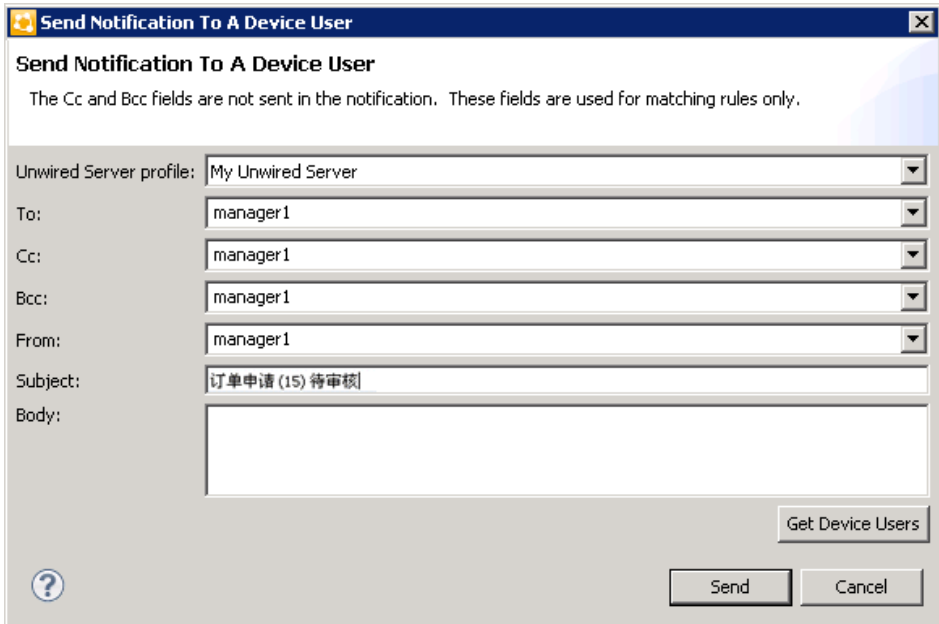 Send Notification To A Device User
Send Notification To A Device User
The Cc and Bcc fields are not sent in the notification.  These fields are used for matching rules only.
Unwired Server profile: My Unwired Server
To: manager1
Cc: manager1
Bcc: manager1
From: manager1
Subject: 订单申请 (15) 待审核
Body:
Get Device Users
? Send Cancel